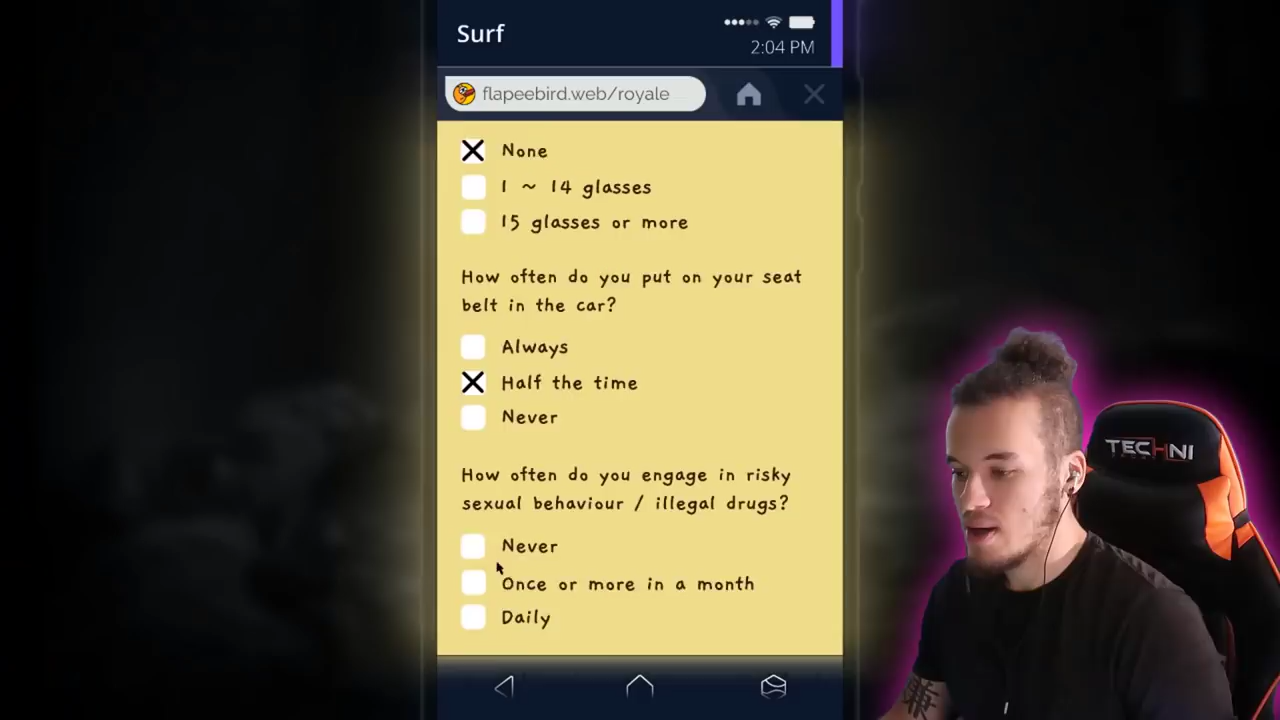 Surf
2:04 PM
flapeebird.web/royale
None
1 ~ 14 glasses
15 glasses or more
How often do you put on your seat
belt in the car?
Always
Half the time
Never
How often do you engage in risky
sexual behaviour / illegal drugs?
Never
Once or more in a month
Daily
TECHNI